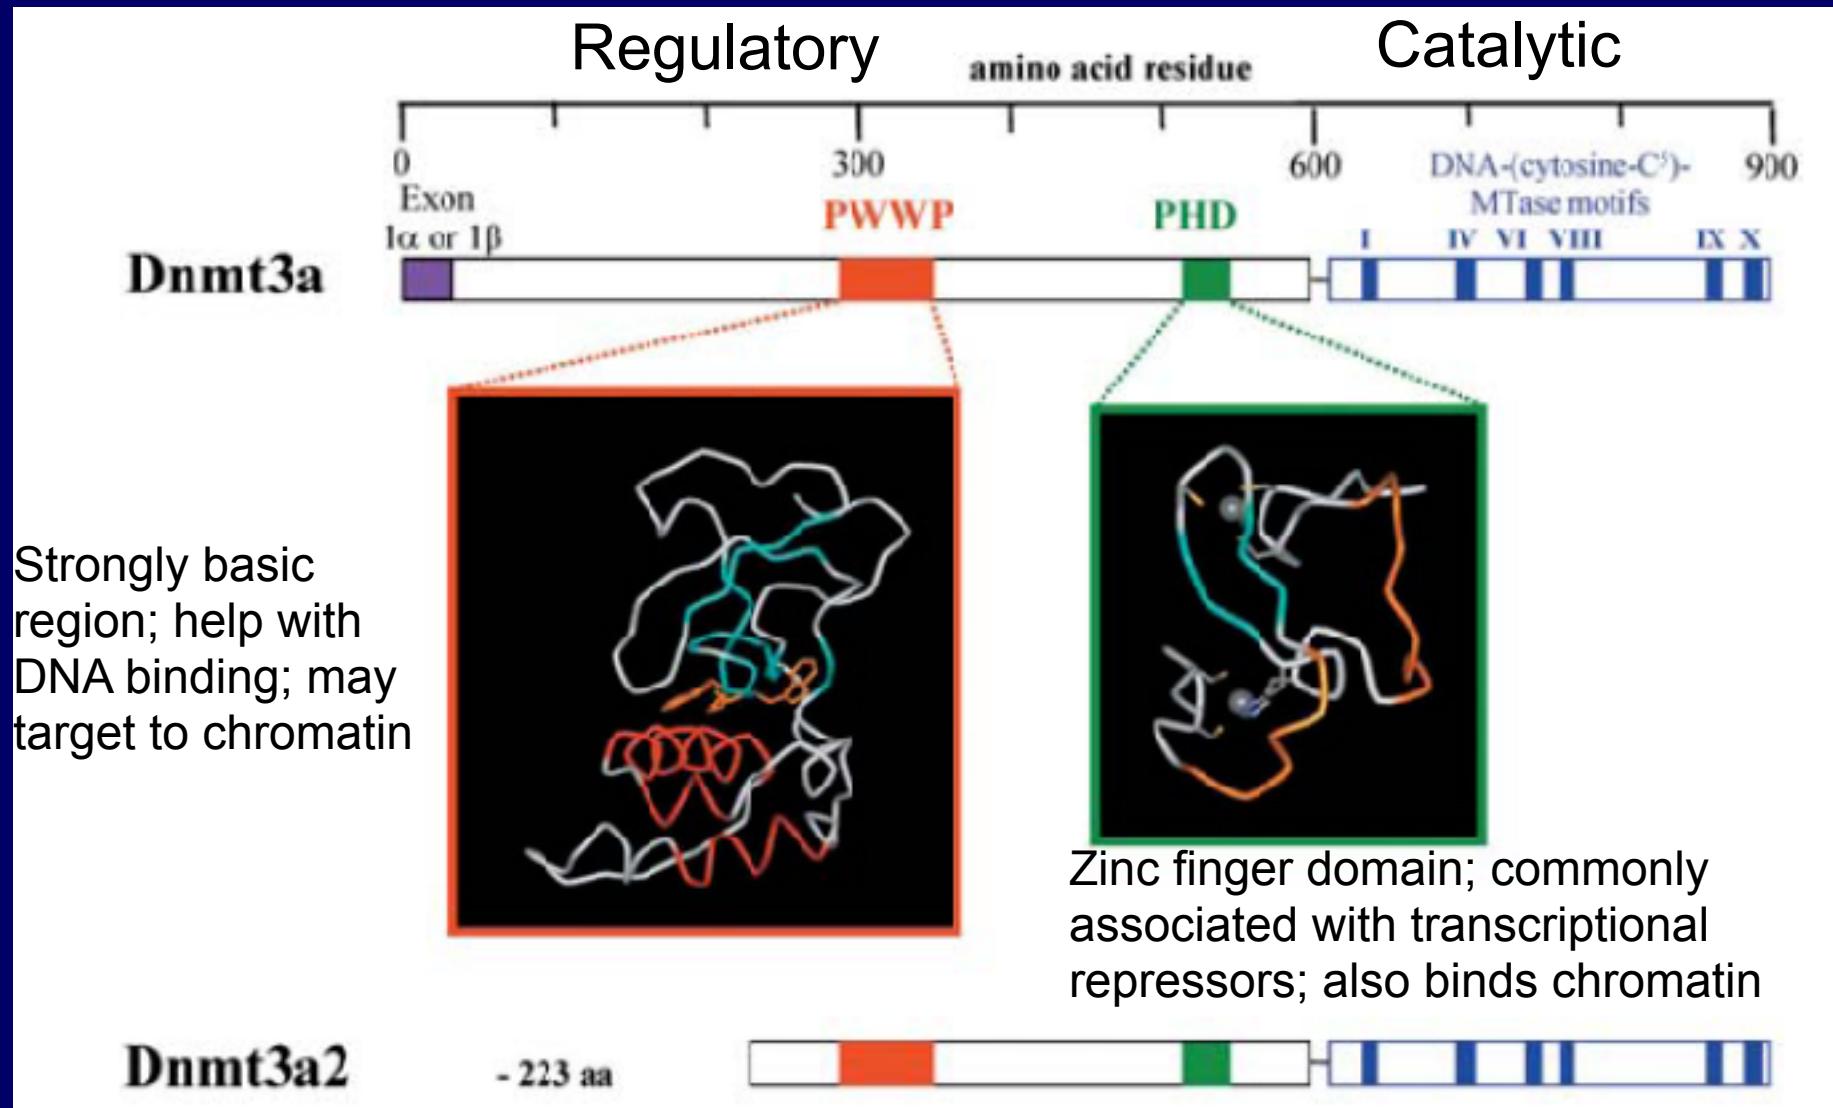 Regulatory
Catalytic
amino acid residue
0
300
600
900
Exon
1α or 1β
PWWP
PHD
DNA-(cytosine-C⁵)-
MTase motifs
I IV VI VIII IX X
Dnmt3a
Strongly basic
region; help with
DNA binding; may
target to chromatin
Zinc finger domain; commonly
associated with transcriptional
repressors; also binds chromatin
Dnmt3a2
- 223 aa